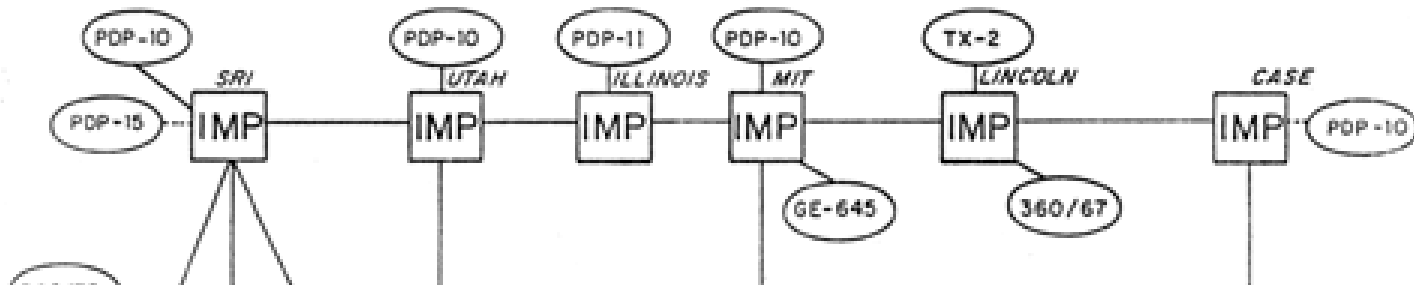 PDP-10 PDP-10 PDP-11 PDP-10 TX-2
SRI UTAH ILLINOIS MIT LINCOLN CASE
PDP-15 IMP IMP IMP IMP IMP IMP PDP-10
GE-645 360/67